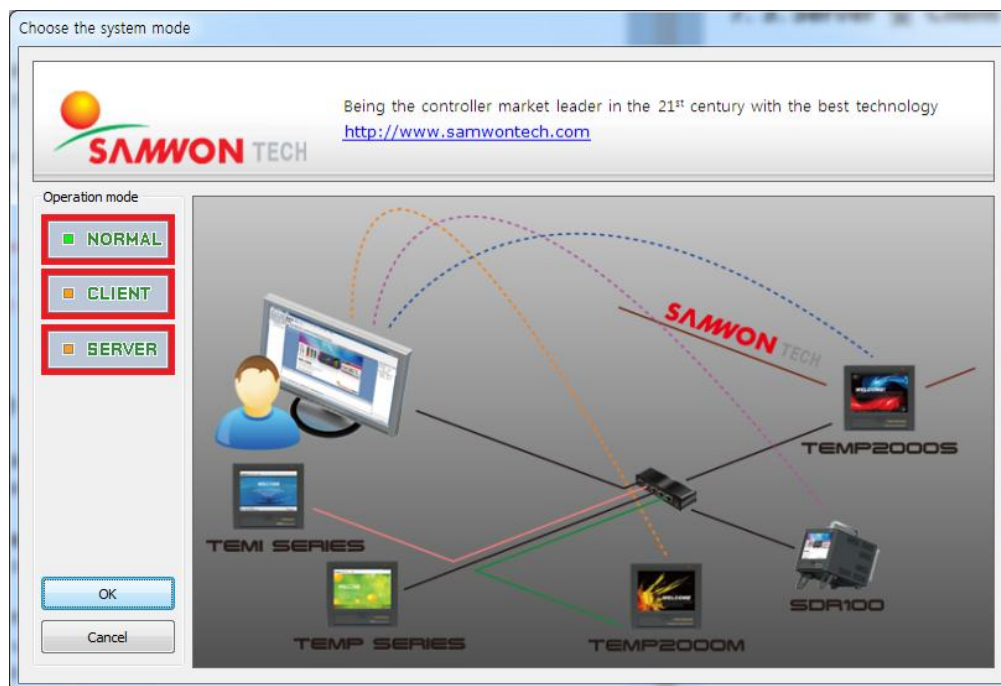 Choose the system mode
SAMWON TECH
Being the controller market leader in the 21st century with the best technology
http://www.samwontech.com
Operation mode
NORMAL
CLIENT
SERVER
OK
Cancel
SAMWON TECH
TEMP2000S
TEMI SERIES
SDR100
TEMP SERIES
TEMP2000M